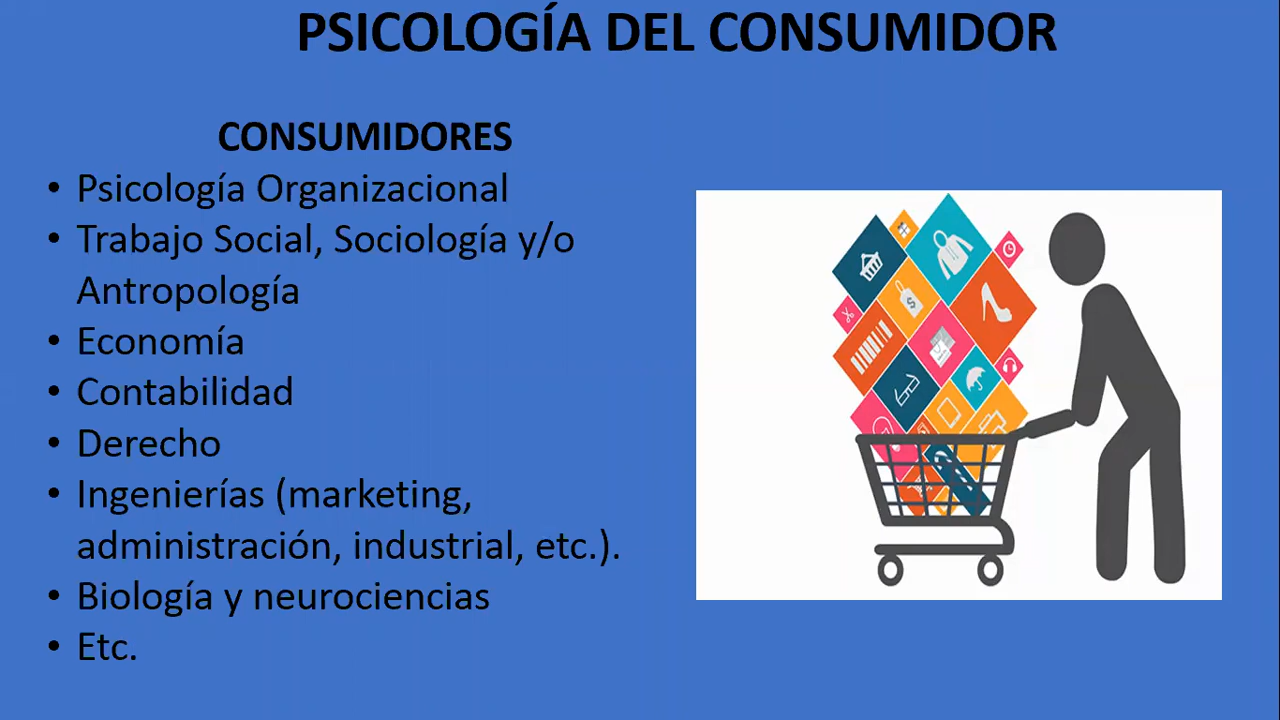 PSICOLOGÍA DEL CONSUMIDOR
CONSUMIDORES
• Psicología Organizacional
• Trabajo Social, Sociología y/o
Antropología
• Economía
• Contabilidad
• Derecho
• Ingenierías (marketing,
administración, industrial, etc.).
• Biología y neurociencias
• Etc.
$